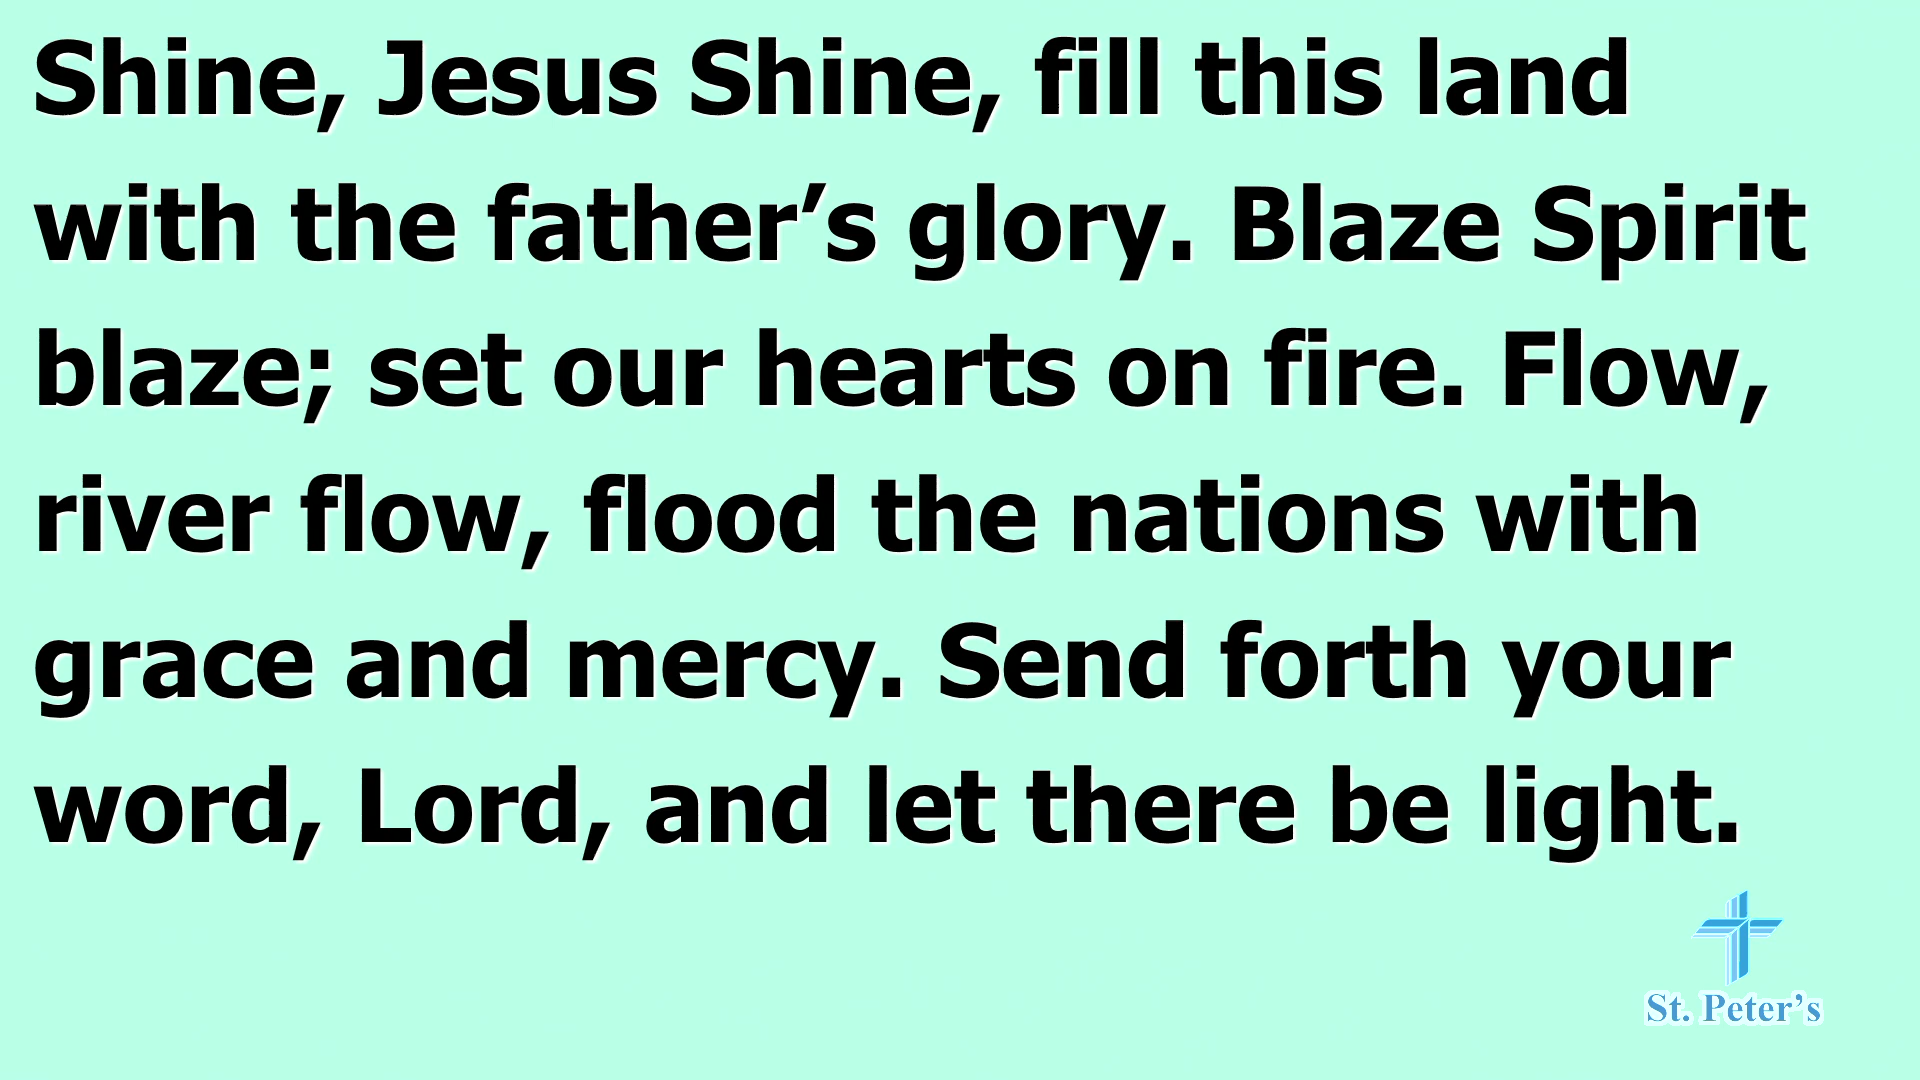 Shine, Jesus Shine, fill this land
with the father’s glory. Blaze Spirit
blaze; set our hearts on fire. Flow,
river flow, flood the nations with
grace and mercy. Send forth your
word, Lord, and let there be light.
St. Peter’s